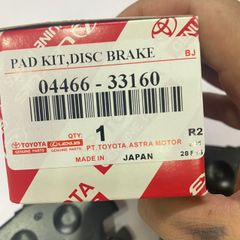 PAD KIT,DISC BRAKE BJ
04466-33160
QTY: 1 R2
TOYOTA LEXUS
GENUINE PARTS GENUINE PARTS
PT. TOYOTA ASTRA MOTOR
MADE IN JAPAN